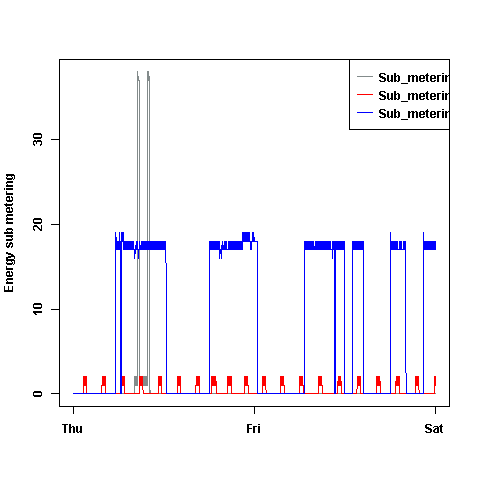 Sub_meterin
Sub_meterin
Sub_meterin
Energy sub metering
30
20
10
0
Thu
Fri
Sat